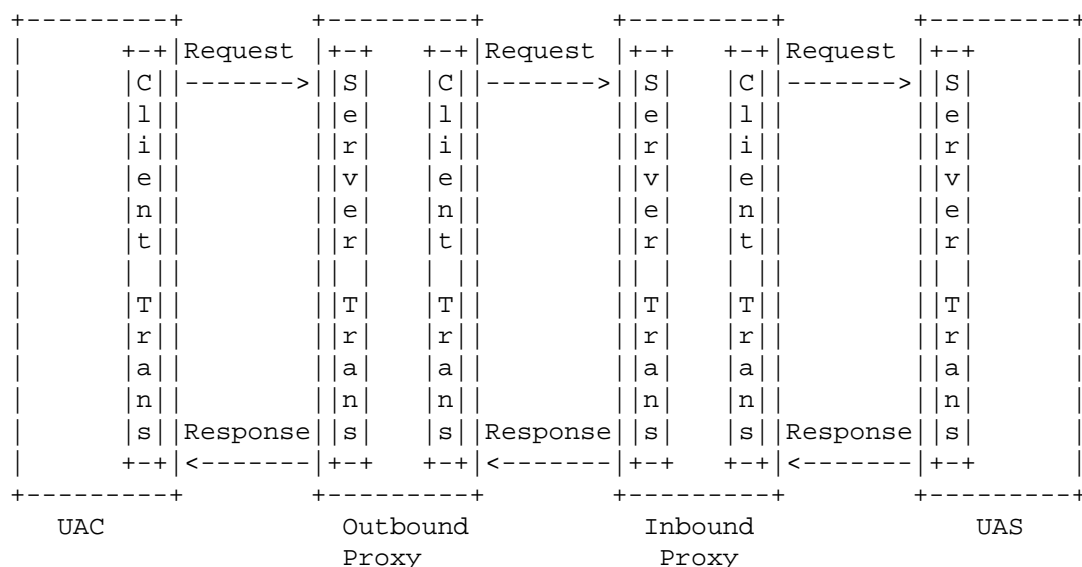 +---------+        +---------+        +---------+        +---------+
|      +-+|Request |+-+   +-+|Request |+-+   +-+|Request |+-+      |
|      |C||------->||S|   |C||------->||S|   |C||------->||S|      |
|      |l||        ||e|   |l||        ||e|   |l||        ||e|      |
|      |i||        ||r|   |i||        ||r|   |i||        ||r|      |
|      |e||        ||v|   |e||        ||v|   |e||        ||v|      |
|      |n||        ||e|   |n||        ||e|   |n||        ||e|      |
|      |t||        ||r|   |t||        ||r|   |t||        ||r|      |
|      | ||        || |   | ||        || |   | ||        || |      |
|      |T||        ||T|   |T||        ||T|   |T||        ||T|      |
|      |r||        ||r|   |r||        ||r|   |r||        ||r|      |
|      |a||        ||a|   |a||        ||a|   |a||        ||a|      |
|      |n||        ||n|   |n||        ||n|   |n||        ||n|      |
|      |s||Response||s|   |s||Response||s|   |s||Response||s|      |
|      +-+|<-------|+-+   +-+|<-------|+-+   +-+|<-------|+-+      |
+---------+        +---------+        +---------+        +---------+
   UAC               Outbound           Inbound              UAS
                     Proxy               Proxy